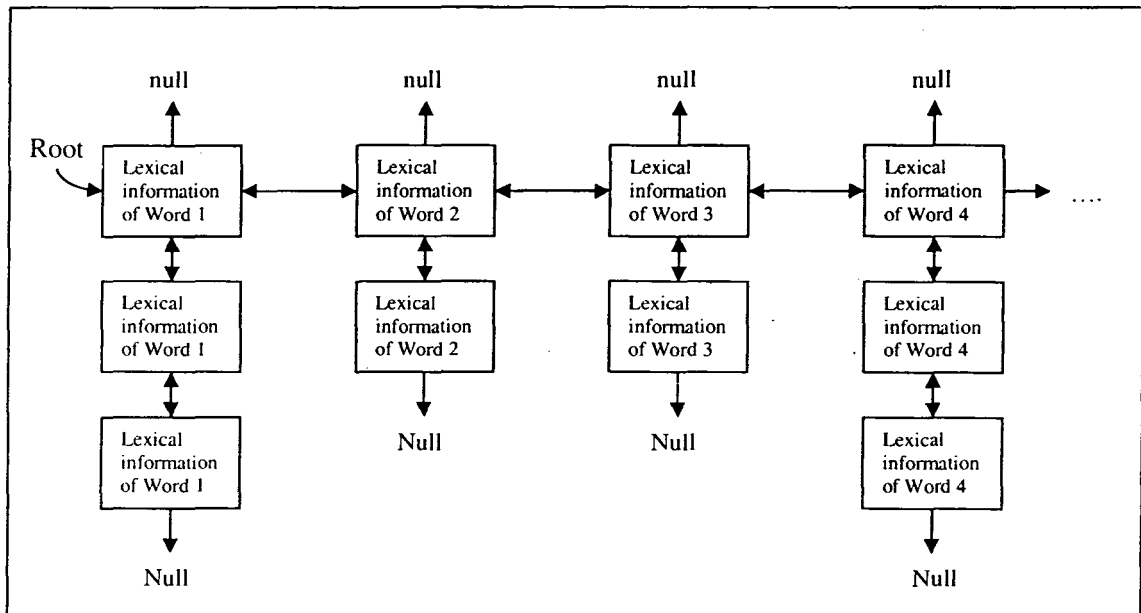 null
null
null
null
Root
Lexical
information
of Word 1
Lexical
information
of Word 2
Lexical
information
of Word 3
Lexical
information
of Word 4
....
Lexical
information
of Word 1
Lexical
information
of Word 2
Lexical
information
of Word 3
Lexical
information
of Word 4
Lexical
information
of Word 1
Null
Null
Lexical
information
of Word 4
Null
Null